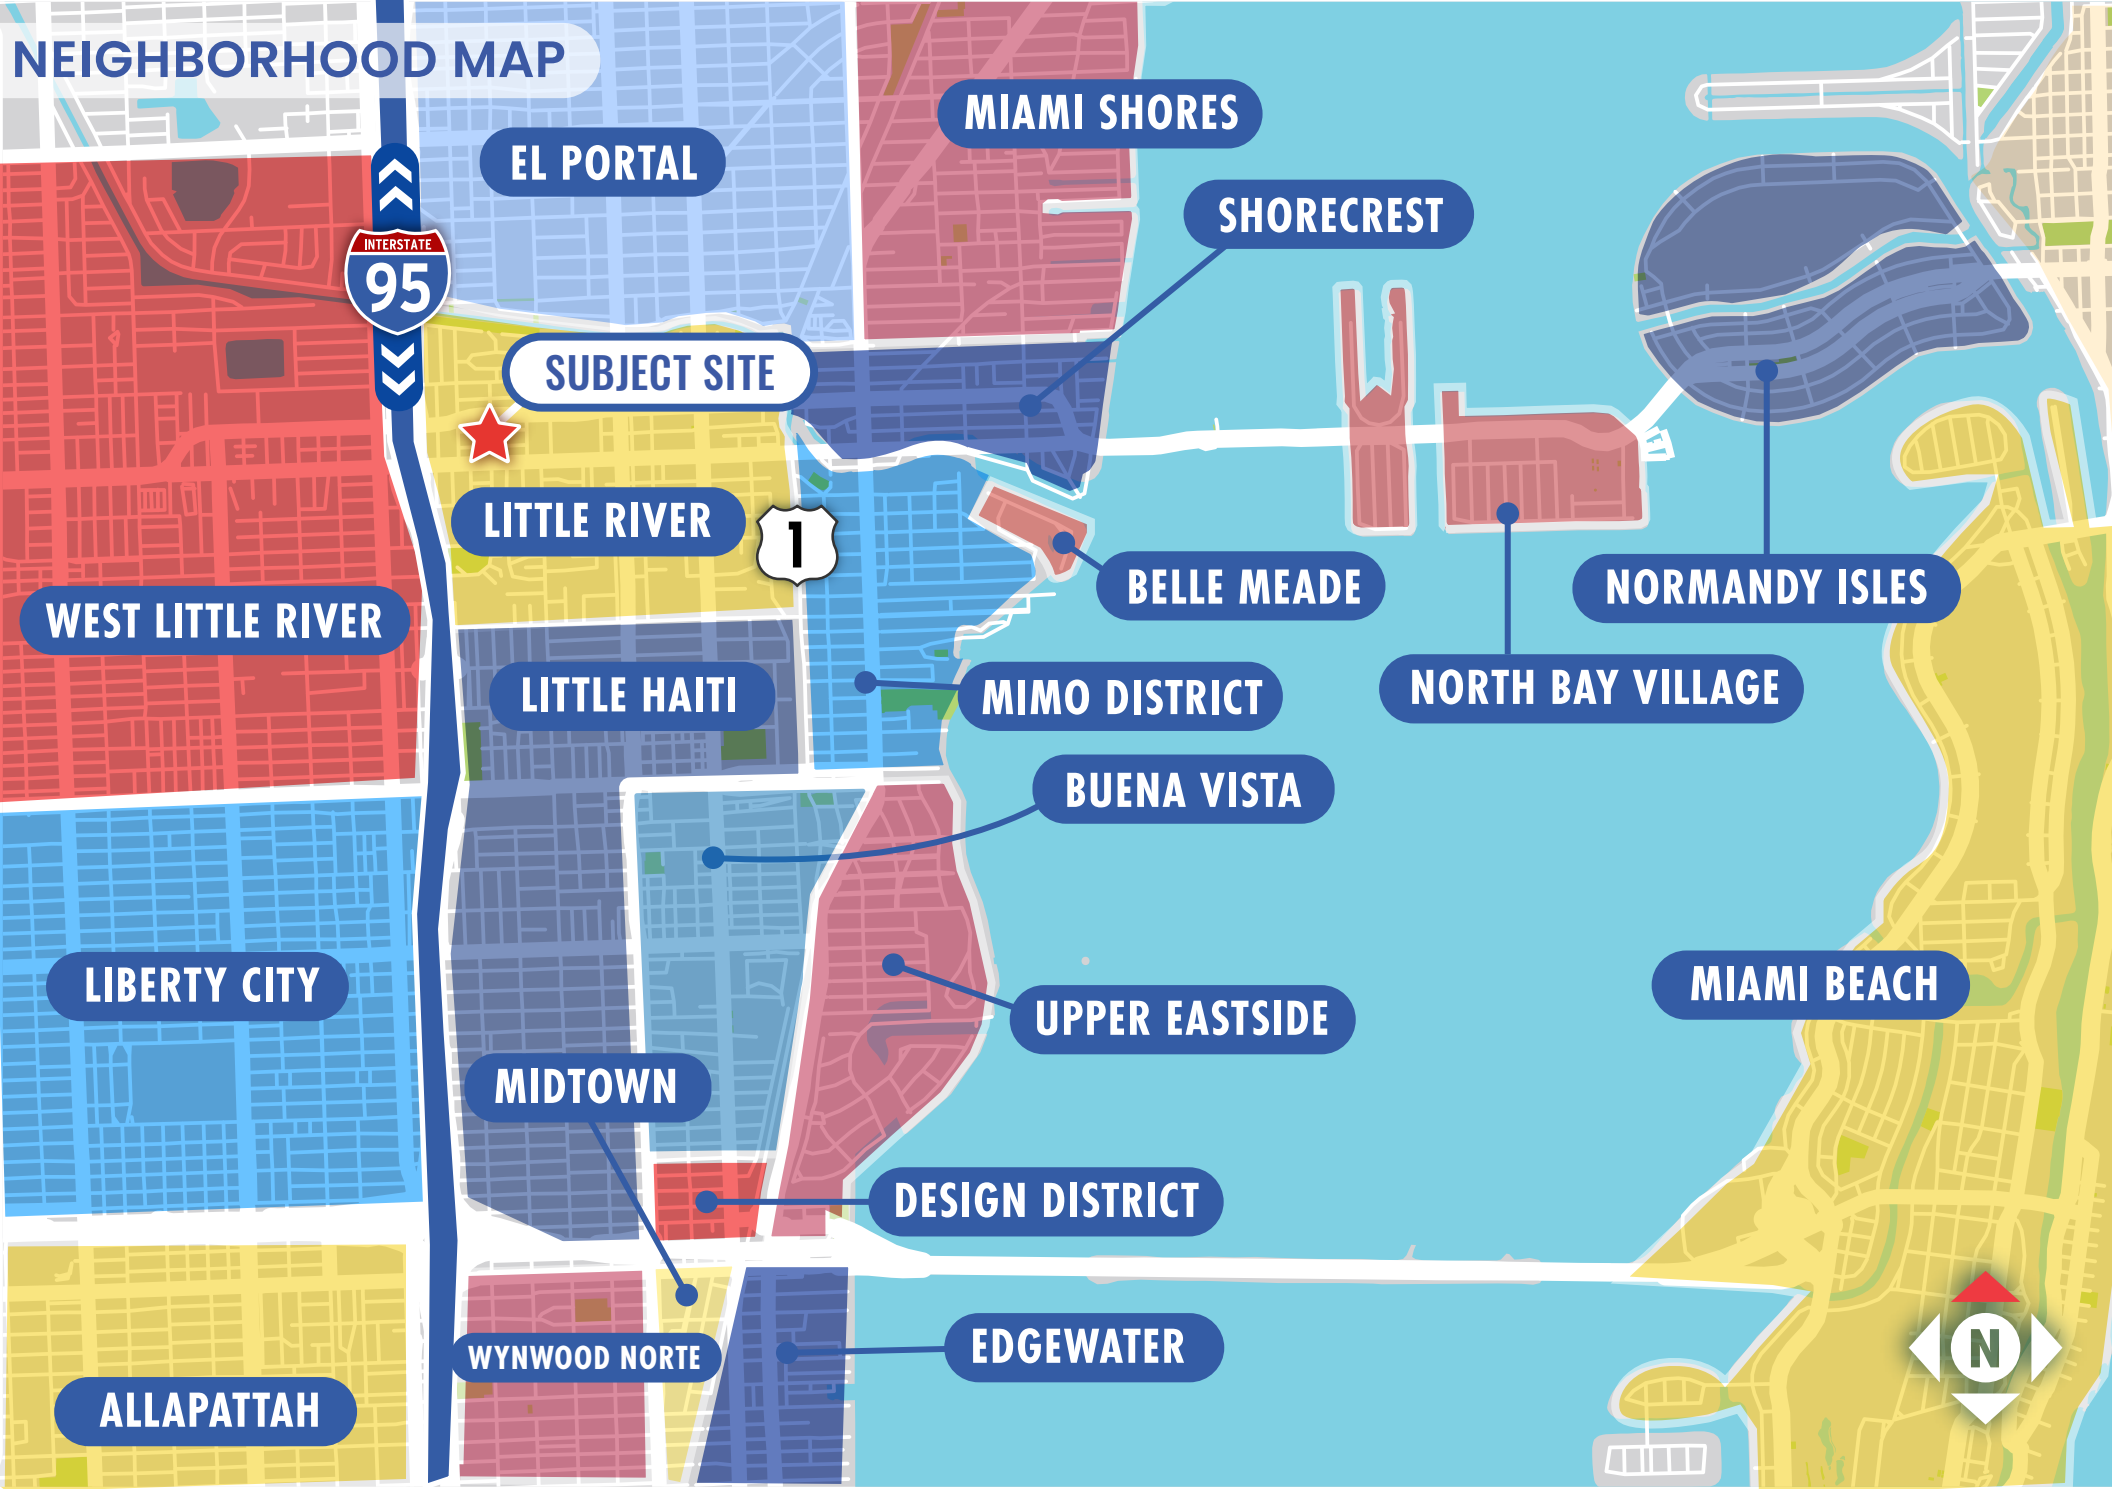 NEIGHBORHOOD MAP
MIAMI SHORES
EL PORTAL
SHORECREST
INTERSTATE
95
SUBJECT SITE
LITTLE RIVER
1
BELLE MEADE
NORMANDY ISLES
WEST LITTLE RIVER
LITTLE HAITI
MIMO DISTRICT
NORTH BAY VILLAGE
BUENA VISTA
LIBERTY CITY
MIAMI BEACH
UPPER EASTSIDE
MIDTOWN
DESIGN DISTRICT
EDGEWATER
N
WYNWOOD NORTE
ALLAPATTAH